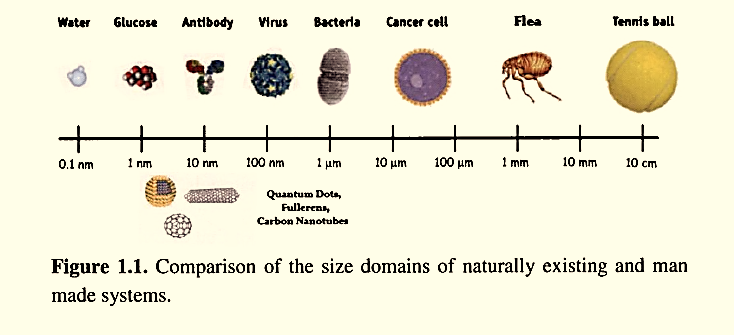 Water Glucose Antibody Virus Bacteria Cancer cell Flea Tennis ball
0.1 nm 1 nm 10 nm 100 nm 1 µm 10 µm 100 µm 1 mm 10 mm 10 cm
Quantum Dots,
Fullerens,
Carbon Nanotubes
Figure 1.1. Comparison of the size domains of naturally existing and man
made systems.